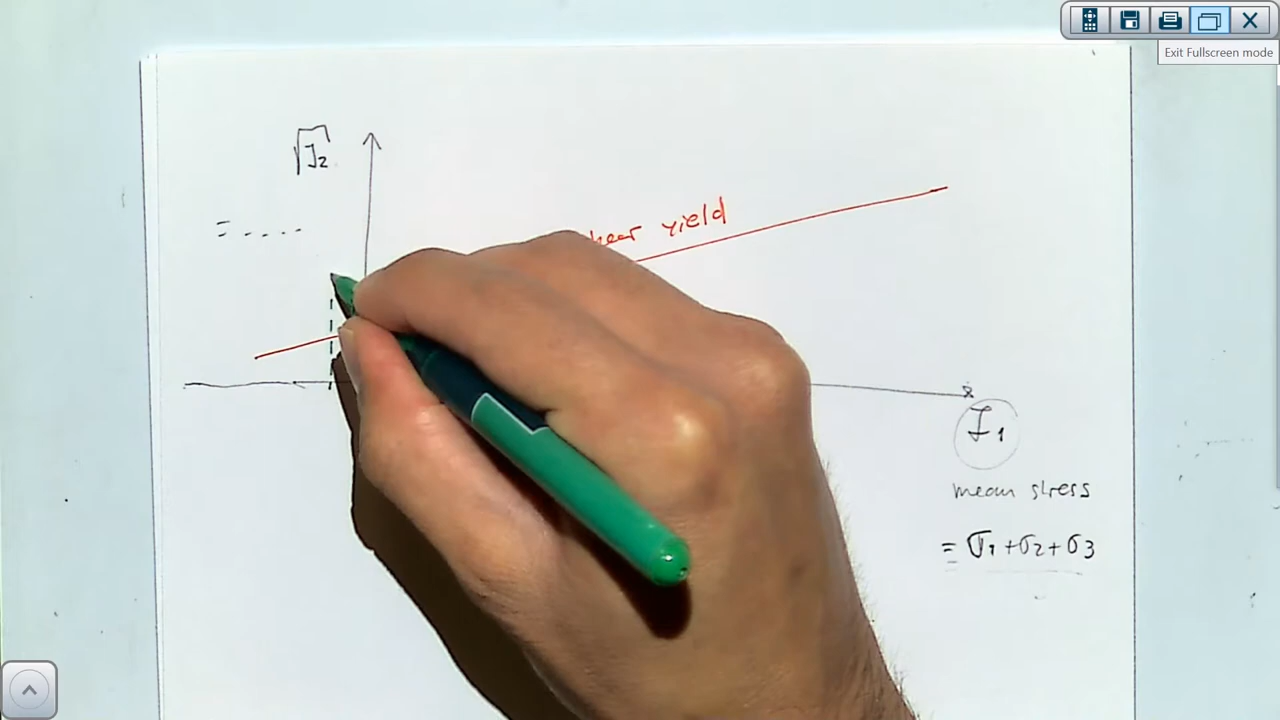 Exit Fullscreen mode
√J2
= . . . . .
yield
I1
mean stress
= σ1+σ2+σ3